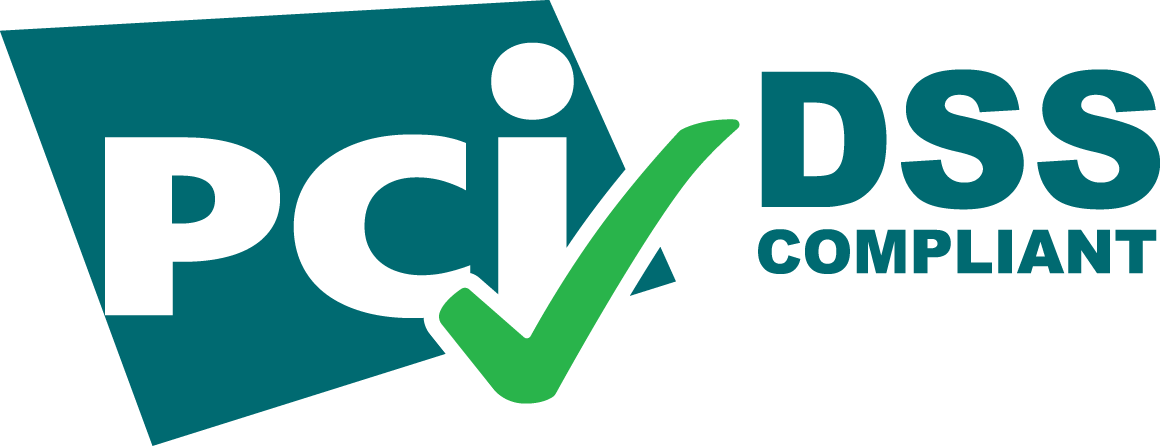 PCi DSS
COMPLIANT